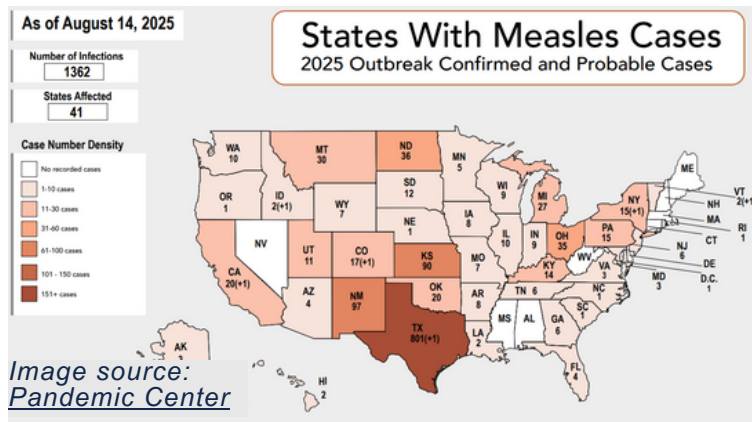 As of August 14, 2025
Number of Infections
1362
States Affected
41
Case Number Density
No recorded cases
1-10 cases
11-30 cases
31-60 cases
61-100 cases
101 - 150 cases
151+ cases
States With Measles Cases
2025 Outbreak Confirmed and Probable Cases
WA
10
MT
30
ND
36
MN
5
OR
1
ID
2(+1)
WY
7
SD
12
WI
9
MI
27
NY
15(+1)
ME
VT
2(+1
NH
MA
RI
1
CT
NJ
6
DE
D.C.
1
MD
3
NV
UT
11
CO
17(+1)
NE
1
IA
8
IL
10
IN
9
OH
35
PA
15
WV
VA
3
CA
20(+1)
AZ
4
NM
97
KS
90
MO
7
KY
14
OK
20
AR
8
TN 6
NC
1
SC
1
TX
801(+1)
LA
2
MS
AL
GA
6
FL
4
AK
HI
2
Image source:
Pandemic Center